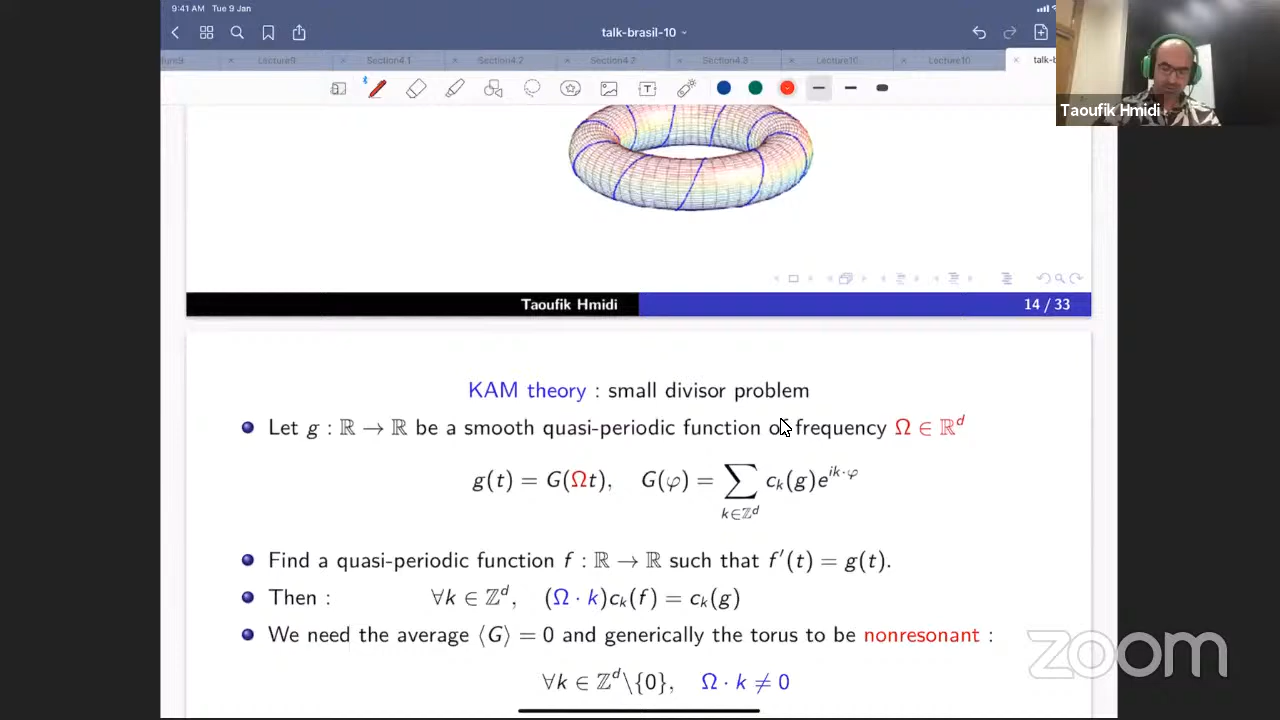 9:41 AM Tue 9 Jan
talk-brasil-10
Lecture9
Section4.1
Section4.2
Section4.3
Lecture10
Lecture10
talk-b
Taoufik Hmidi
Taoufik Hmidi 14 / 33
KAM theory : small divisor problem
Let g : ℝ → ℝ be a smooth quasi-periodic function of frequency Ω ∈ ℝ^d
g(t) = G(Ωt), G(φ) = ∑_{k∈ℤ^d} c_k(g)e^{ik·φ}
Find a quasi-periodic function f : ℝ → ℝ such that f′(t) = g(t).
Then : ∀k ∈ ℤ^d, (Ω · k)c_k(f) = c_k(g)
We need the average ⟨G⟩ = 0 and generically the torus to be nonresonant :
∀k ∈ ℤ^d\{0}, Ω · k ≠ 0
zoom